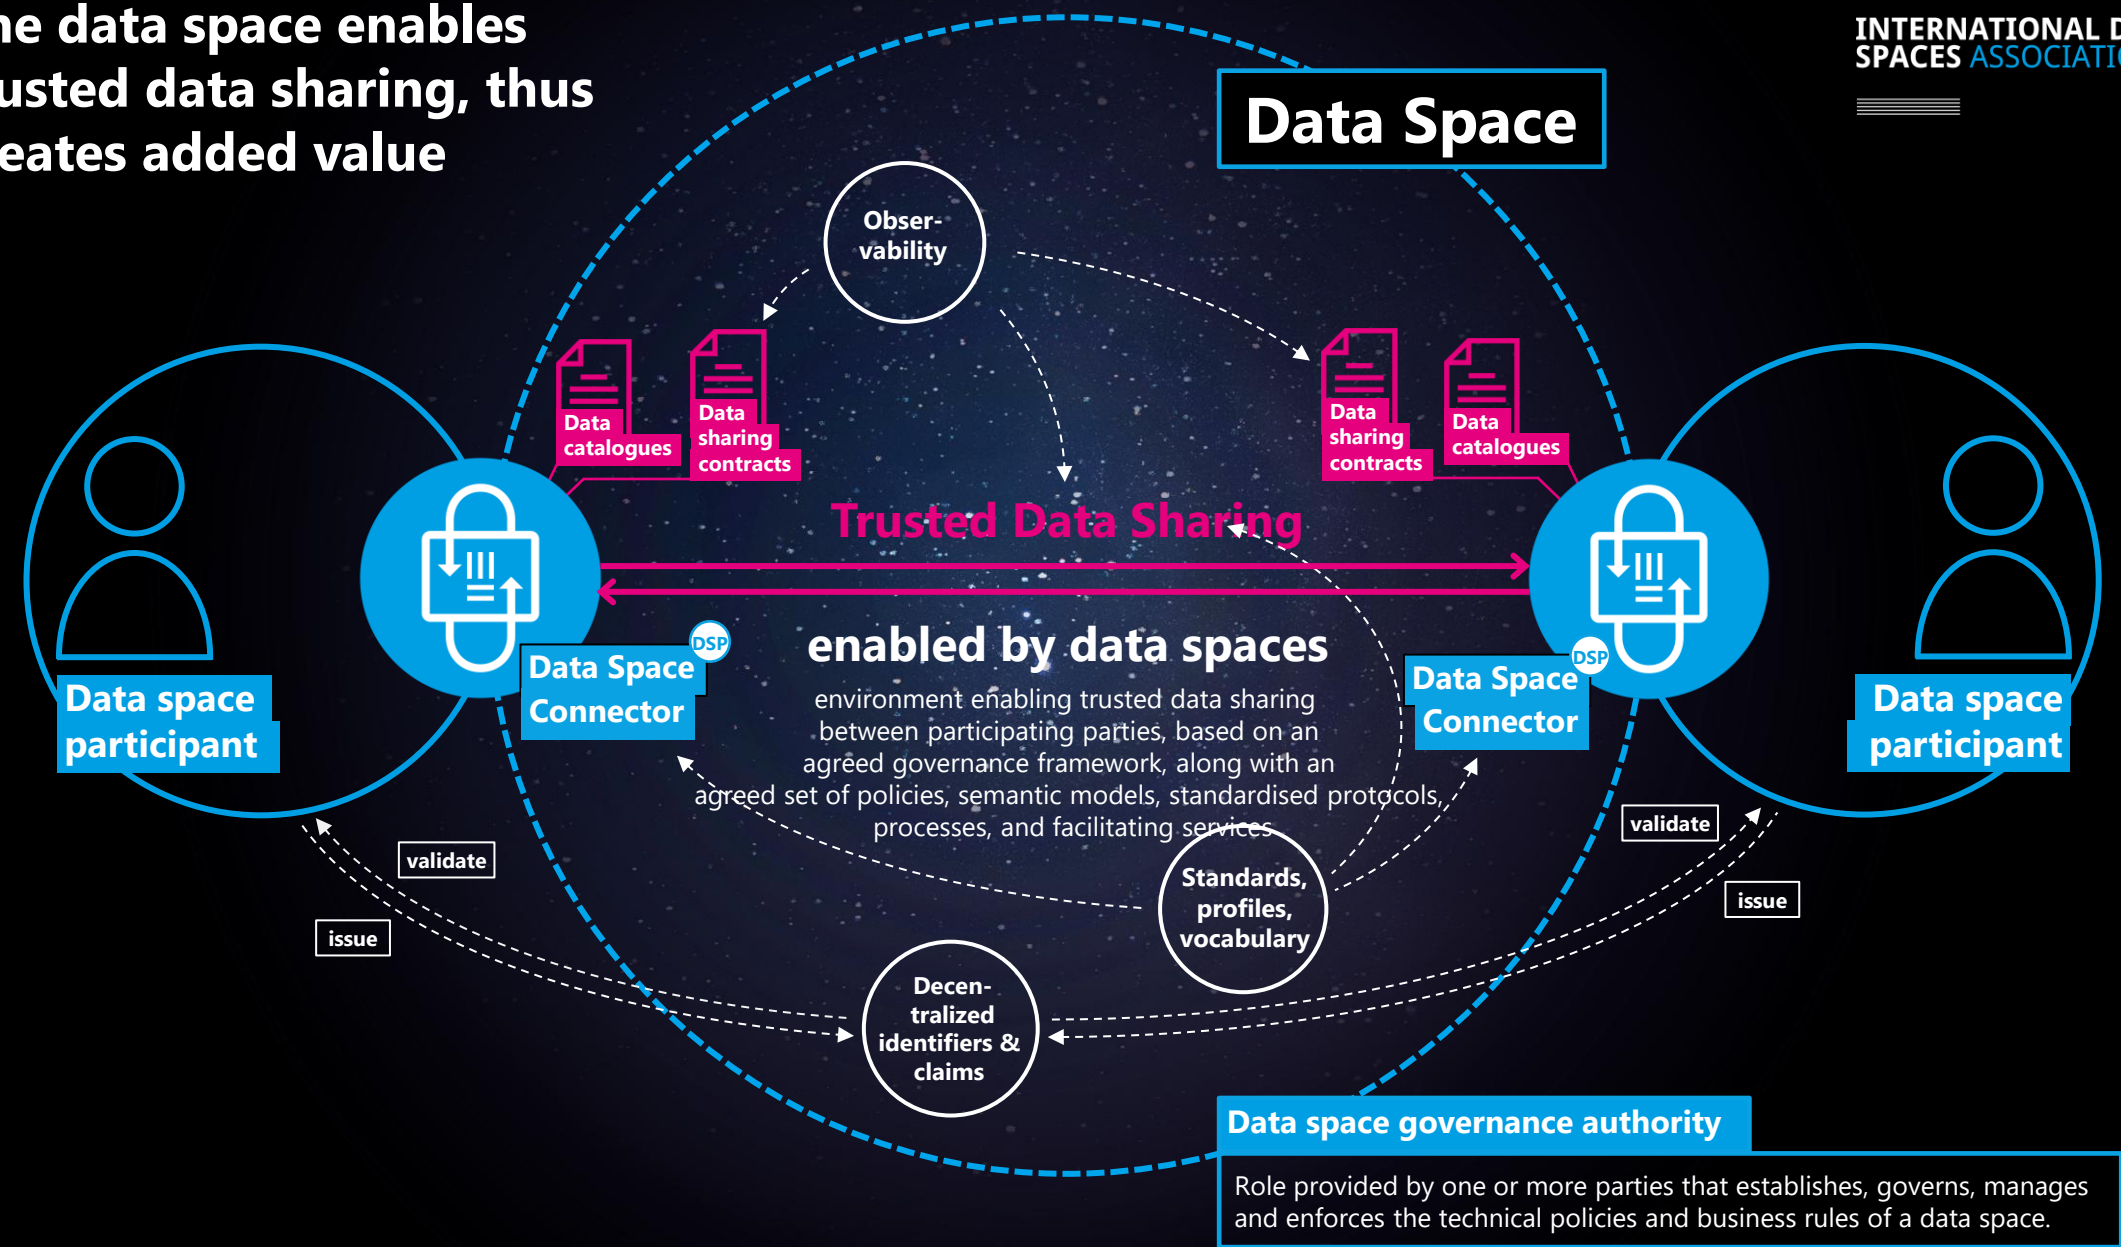 ne data space enables
usted data sharing, thus
eates added value
INTERNATIONAL D
SPACES ASSOCIATIO
Data Space
Obser-
vability
Data
catalogues
Data
sharing
contracts
Data
sharing
contracts
Data
catalogues
Trusted Data Sharing
DSP
Data Space
Connector
enabled by data spaces
environment enabling trusted data sharing
between participating parties, based on an
agreed governance framework, along with an
agreed set of policies, semantic models, standardised protocols,
processes, and facilitating services
DSP
Data Space
Connector
Data space
participant
Data space
participant
validate
issue
validate
issue
Standards,
profiles,
vocabulary
Decen-
tralized
identifiers &
claims
Data space governance authority
Role provided by one or more parties that establishes, governs, manages
and enforces the technical policies and business rules of a data space.